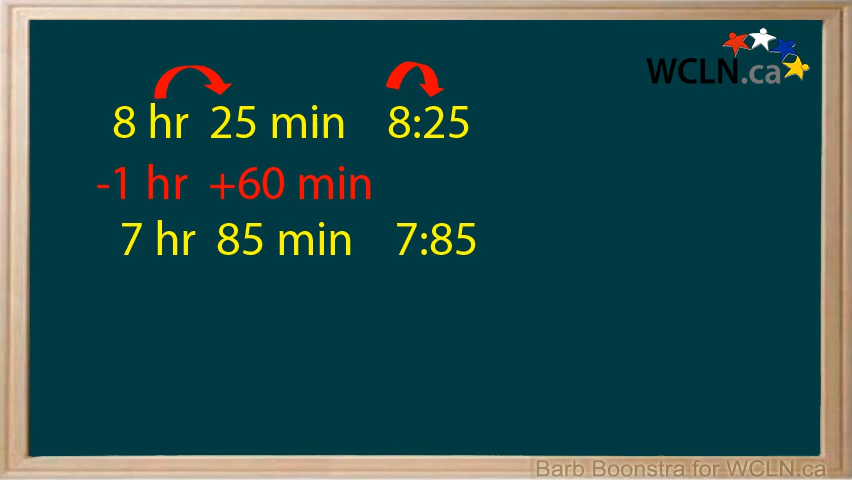 WCLN.ca
8 hr 25 min 8:25
-1 hr +60 min
7 hr 85 min 7:85
Barb Boonstra for WCLN.ca